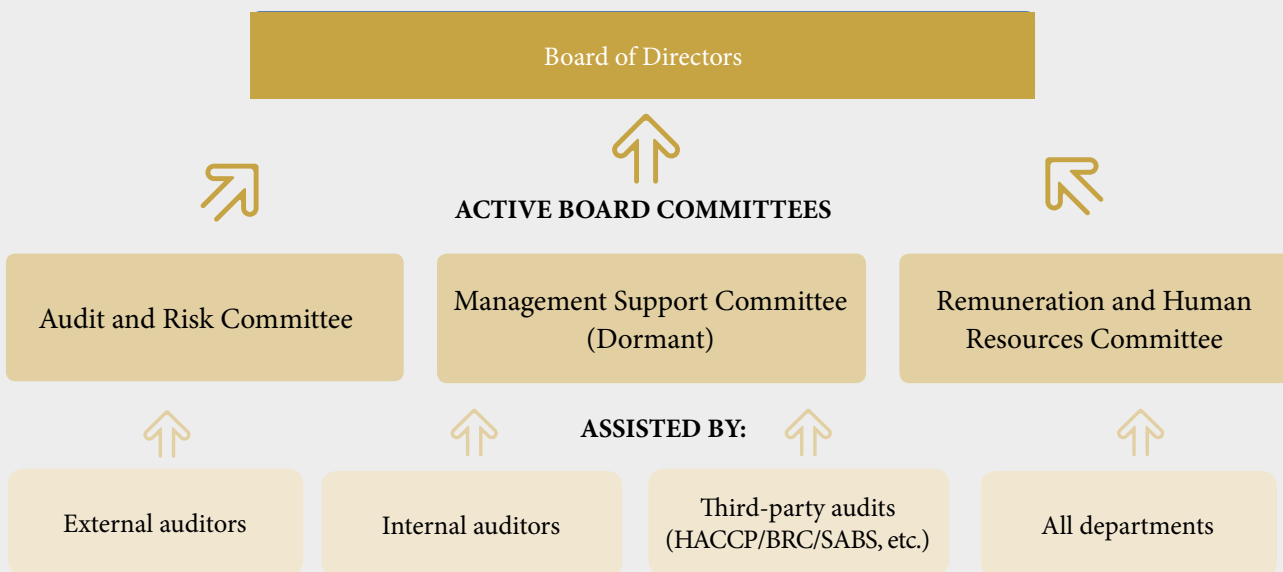 Board of Directors
ACTIVE BOARD COMMITTEES
Audit and Risk Committee
Management Support Committee
(Dormant)
Remuneration and Human
Resources Committee
ASSISTED BY:
External auditors
Internal auditors
Third-party audits
(HACCP/BRC/SABS, etc.)
All departments